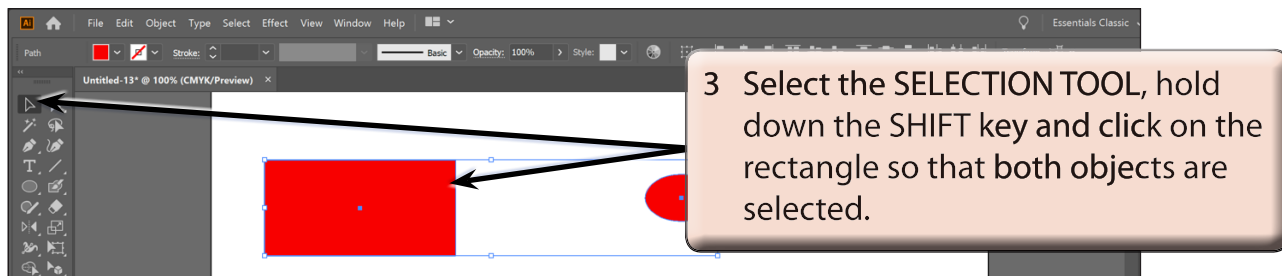 Ai File Edit Object Type Select Effect View Window Help Essentials Classic
Path Stroke: Basic Opacity: 100% Style:
Untitled-13* @ 100% (CMYK/Preview) ×
3 Select the SELECTION TOOL, hold
down the SHIFT key and click on the
rectangle so that both objects are
selected.